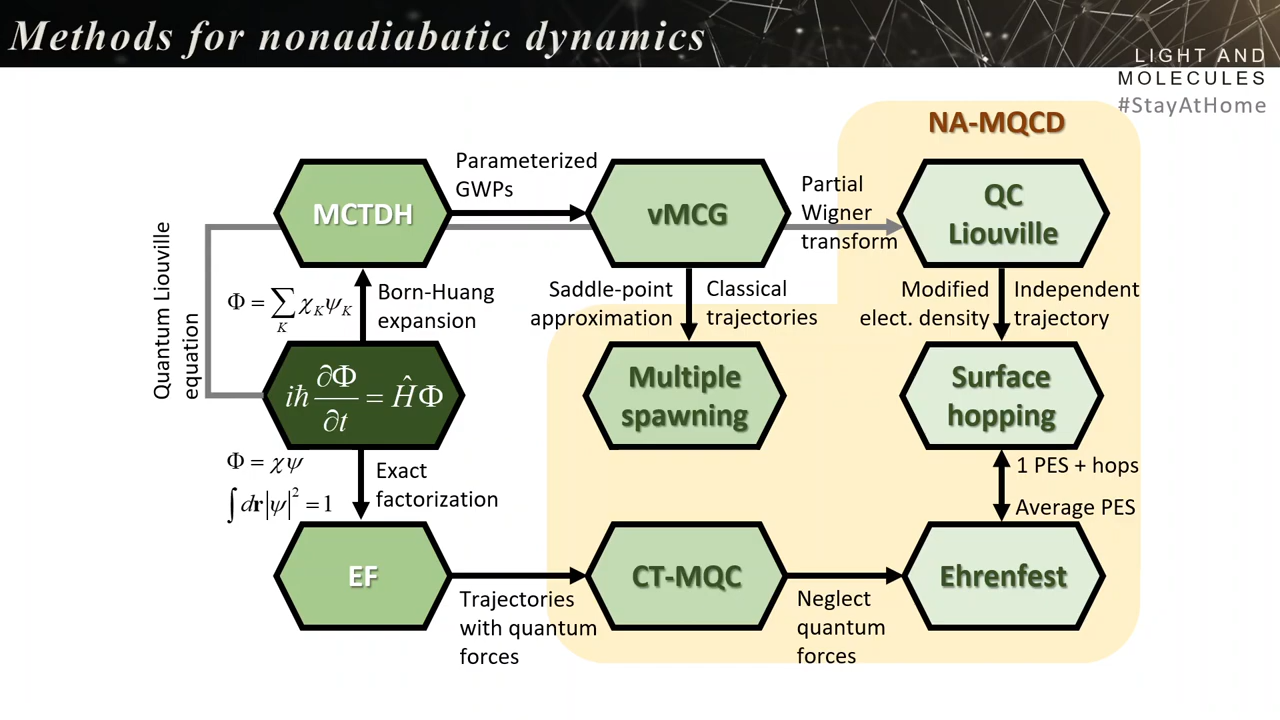 Methods for nonadiabatic dynamics
LIGHT AND
MOLECULES
#StayAtHome
NA-MQCD
MCTDH
Parameterized
GWPs
vMCG
Partial
Wigner
transform
QC
Liouville
Quantum Liouville
equation
Φ = ∑_K χ_K ψ_K
Born-Huang
expansion
Saddle-point
approximation
Classical
trajectories
Modified
elect. density
Independent
trajectory
iħ ∂Φ/∂t = ĤΦ
Multiple
spawning
Surface
hopping
Φ = χψ
∫ dr|ψ|² = 1
Exact
factorization
1 PES + hops
Average PES
EF
Trajectories
with quantum
forces
CT-MQC
Neglect
quantum
forces
Ehrenfest